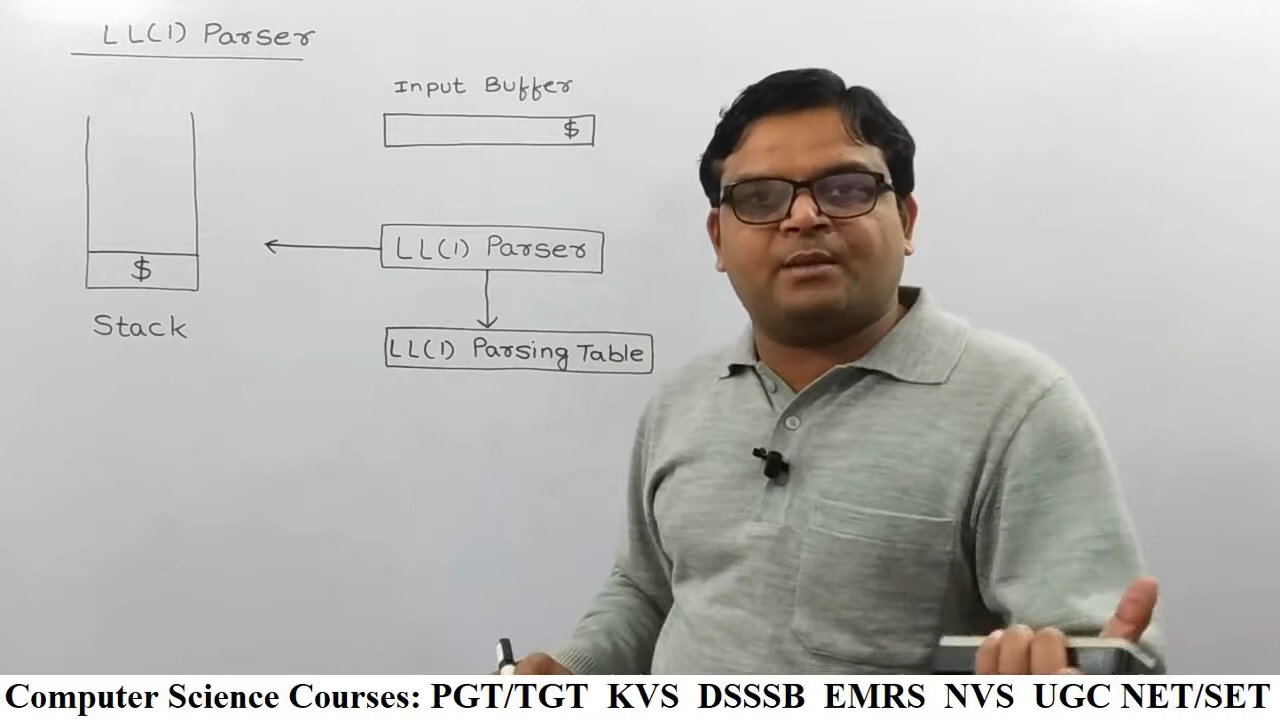 LL(1) Parser
Input Buffer
$
LL(1) Parser
$
Stack
LL(1) Parsing Table
Computer Science Courses: PGT/TGT KVS DSSSB EMRS NVS UGC NET/SET